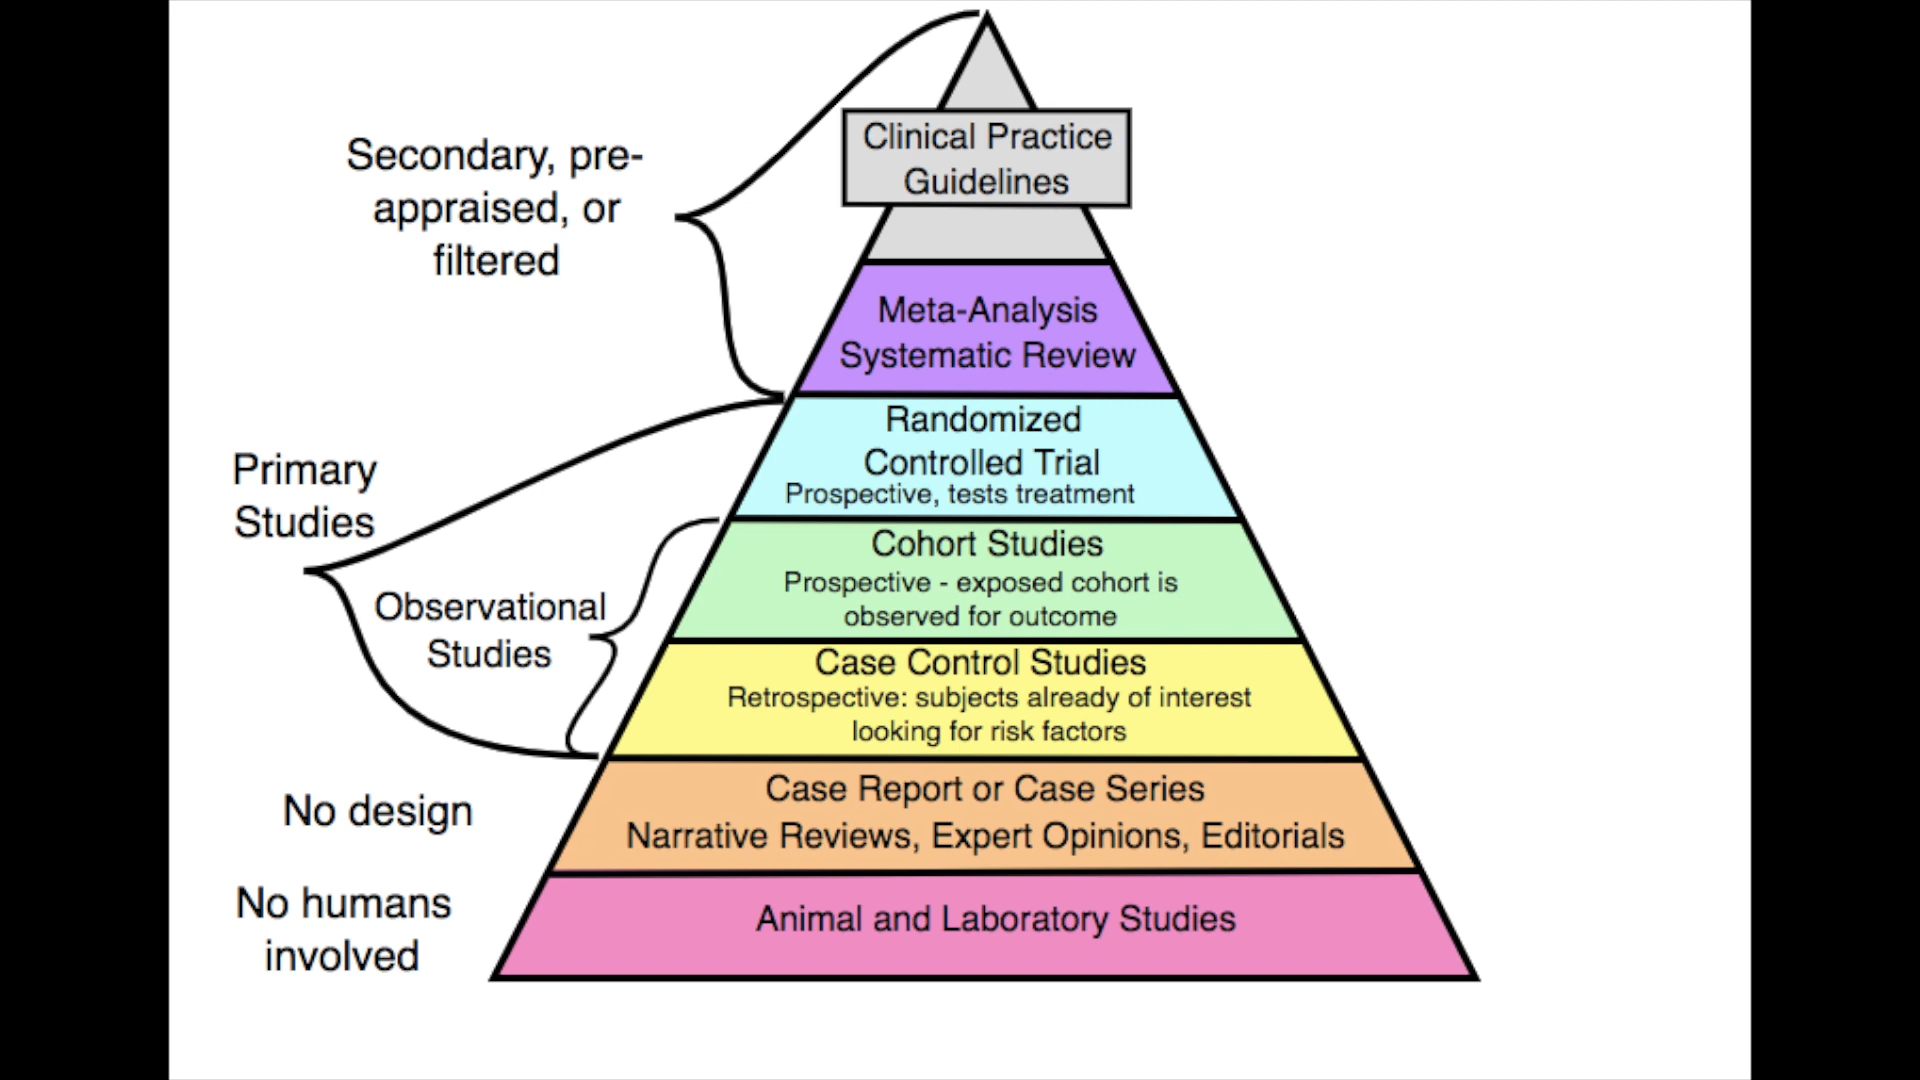 Clinical Practice
Guidelines
Secondary, pre-
appraised, or
filtered
Meta-Analysis
Systematic Review
Randomized
Controlled Trial
Prospective, tests treatment
Primary
Studies
Cohort Studies
Prospective - exposed cohort is
observed for outcome
Observational
Studies
Case Control Studies
Retrospective: subjects already of interest
looking for risk factors
No design
Case Report or Case Series
Narrative Reviews, Expert Opinions, Editorials
No humans
involved
Animal and Laboratory Studies